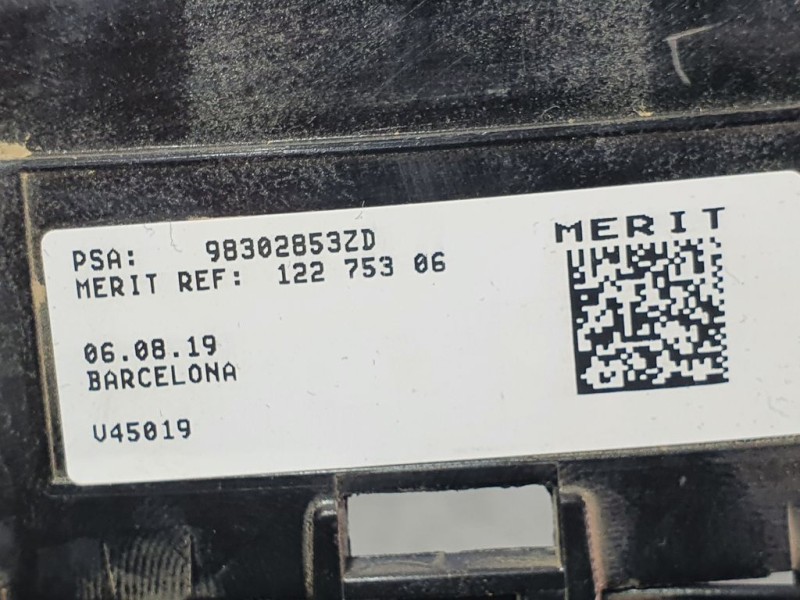 PSA: 98302853ZD
MERIT REF: 122 753 06
MERIT
06.08.19
BARCELONA
V45019